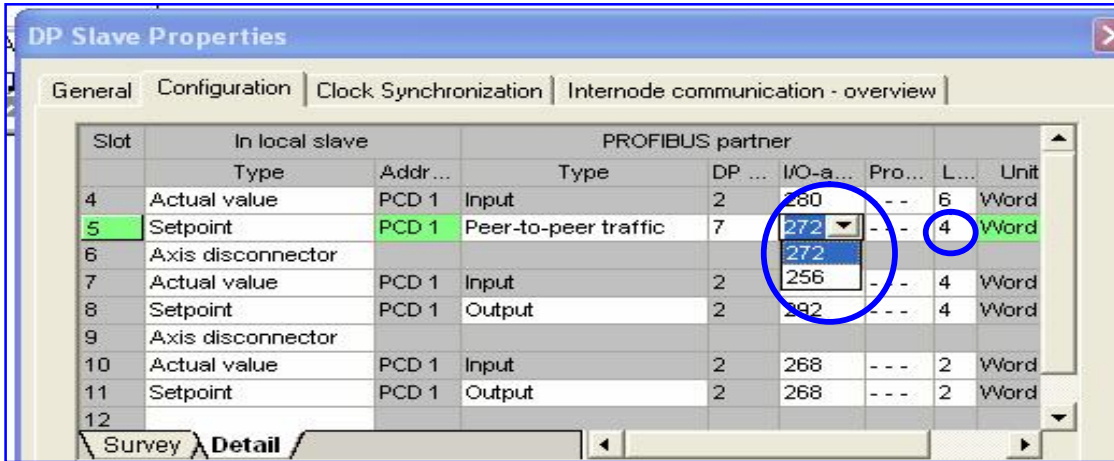 DP Slave Properties
General Configuration Clock Synchronization Internode communication - overview
Slot In local slave PROFIBUS partner
Type Addr... Type DP ... I/O-a... Pro... L... Unit
4 Actual value PCD 1 Input 2 280 - - - 6 Word
5 Setpoint PCD 1 Peer-to-peer traffic 7 272 - - - 4 Word
6 Axis disconnector 272
7 Actual value PCD 1 Input 2 256 - - - 4 Word
8 Setpoint PCD 1 Output 2 292 - - - 4 Word
9 Axis disconnector
10 Actual value PCD 1 Input 2 268 - - - 2 Word
11 Setpoint PCD 1 Output 2 268 - - - 2 Word
12
Survey Detail